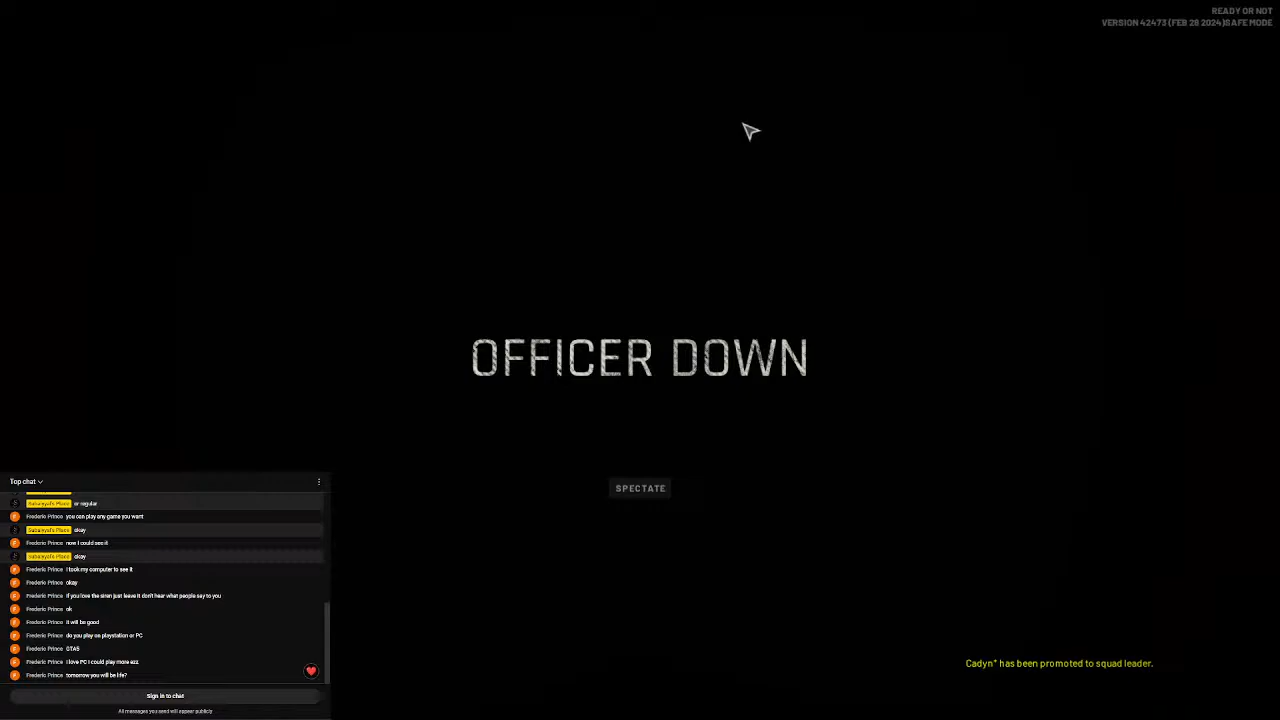 READY OR NOT
VERSION 42473 (FEB 28 2024)SAFE MODE
OFFICER DOWN
SPECTATE
Cadyn* has been promoted to squad leader.
Top chat
or regular
Frederic Prince you can play any game you want
okay
Frederic Prince now I could see it
okay
Frederic Prince I took my computer to see it
Frederic Prince okay
Frederic Prince if you love the siren just leave it don't hear what people say to you
Frederic Prince ok
Frederic Prince it will be good
Frederic Prince do you play on playstation or PC
Frederic Prince GTA5
Frederic Prince I love PC I could play more ezz
Frederic Prince tomorrow you will be life?
Sign in to chat
All messages you send will appear publicly